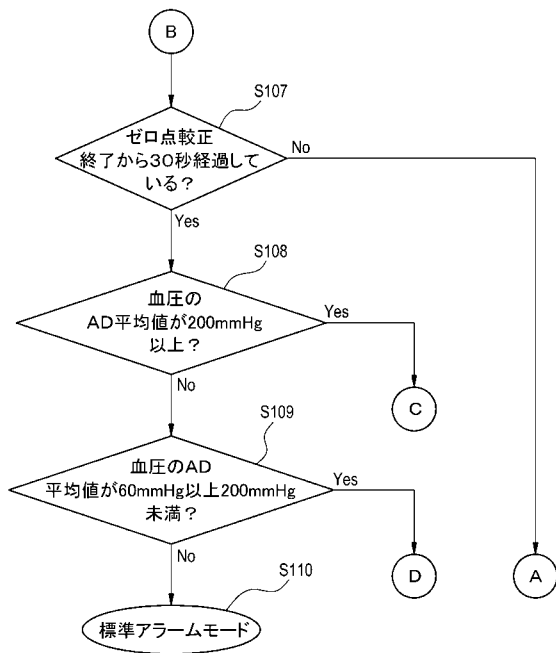 B
S107
ゼロ点較正
終了から30秒経過して
いる？
No
Yes
S108
血圧の
AD平均値が200mmHg
以上？
Yes
No
C
S109
血圧のAD
平均値が60mmHg以上200mmHg
未満？
Yes
No
D
A
S110
標準アラームモード